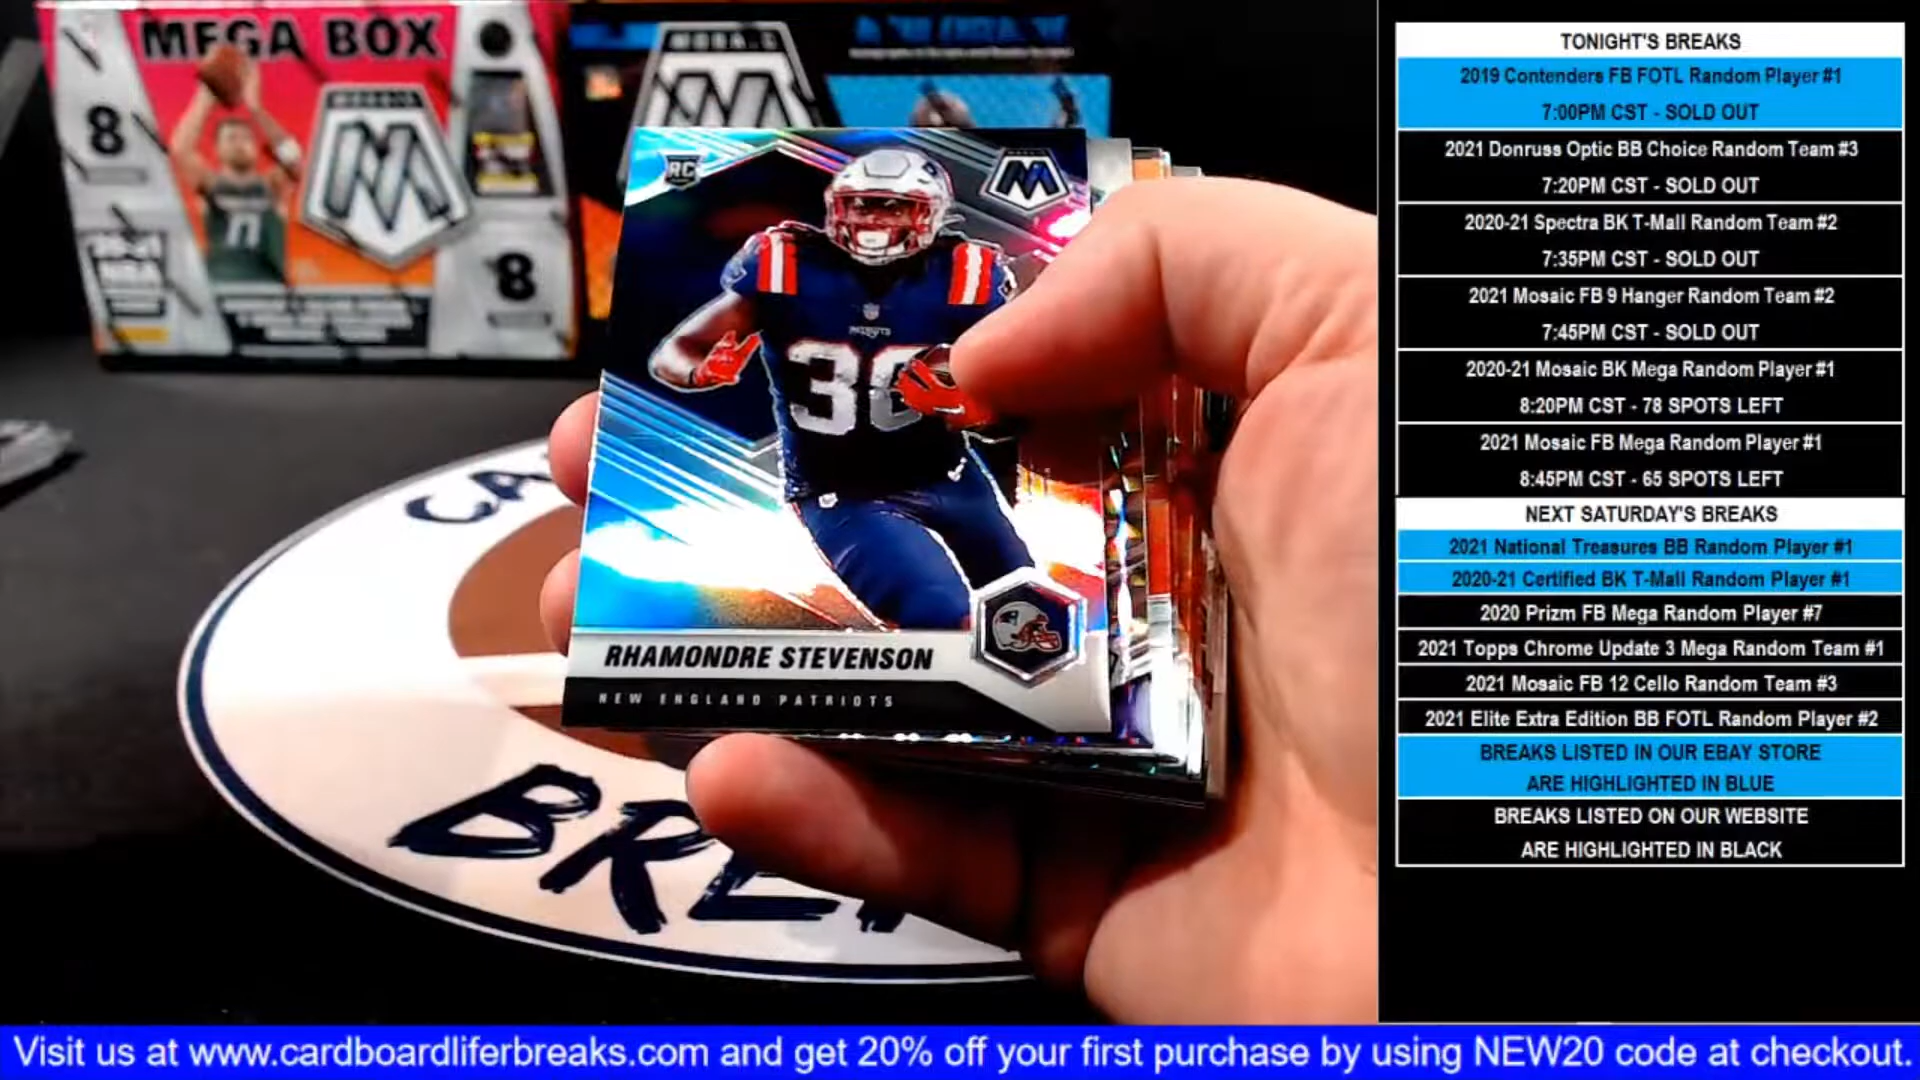 MEGA BOX
MOSAIC
8
8
20-21
NBA
RC
PATRIOTS
RHAMONDRE STEVENSON
NEW ENGLAND PATRIOTS
TONIGHT'S BREAKS
2019 Contenders FB FOTL Random Player #1
7:00PM CST - SOLD OUT
2021 Donruss Optic BB Choice Random Team #3
7:20PM CST - SOLD OUT
2020-21 Spectra BK T-Mall Random Team #2
7:35PM CST - SOLD OUT
2021 Mosaic FB 9 Hanger Random Team #2
7:45PM CST - SOLD OUT
2020-21 Mosaic BK Mega Random Player #1
8:20PM CST - 78 SPOTS LEFT
2021 Mosaic FB Mega Random Player #1
8:45PM CST - 65 SPOTS LEFT
NEXT SATURDAY'S BREAKS
2021 National Treasures BB Random Player #1
2020-21 Certified BK T-Mall Random Player #1
2020 Prizm FB Mega Random Player #7
2021 Topps Chrome Update 3 Mega Random Team #1
2021 Mosaic FB 12 Cello Random Team #3
2021 Elite Extra Edition BB FOTL Random Player #2
BREAKS LISTED IN OUR EBAY STORE
ARE HIGHLIGHTED IN BLUE
BREAKS LISTED ON OUR WEBSITE
ARE HIGHLIGHTED IN BLACK
Visit us at www.cardboardliferbreaks.com and get 20% off your first purchase by using NEW20 code at checkout.